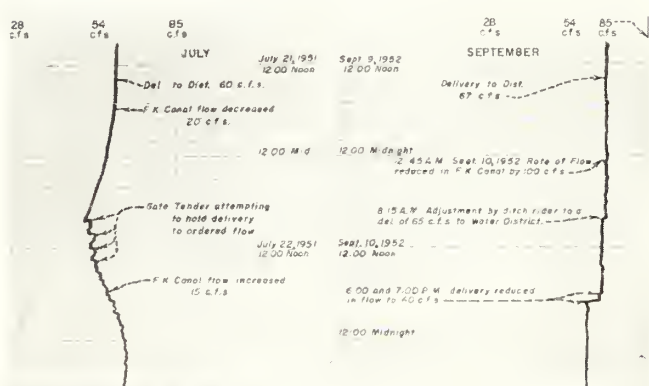 28 54 85
c.f.s c.f.s c.f.s
JULY
July 21, 1951
12:00 Noon
Del. to Dist. 60 c.f.s.
F K Canal flow decreased
20 c.f.s.
12:00 Mid
Gate Tender attempting
to hold delivery
to ordered flow
July 22, 1951
12:00 Noon
F K Canal flow increased
15 c.f.s
28 54 85
c.f.s c.f.s c.f.s
SEPTEMBER
Sept 9, 1952
12:00 Noon
Delivery to Dist.
67 c.f.s
12:00 Midnight
2:45 A.M. Sept. 10, 1952 Rate of Flow
reduced in F.K Canal by 100 c.f.s
8:15 A.M. Adjustment by ditch rider to a
del. of 65 c.f.s to Water District.
Sept. 10, 1952
12:00 Noon
6:00 and 7:00 P.M. delivery reduced
in flow to c.f.s
12:00 Midnight